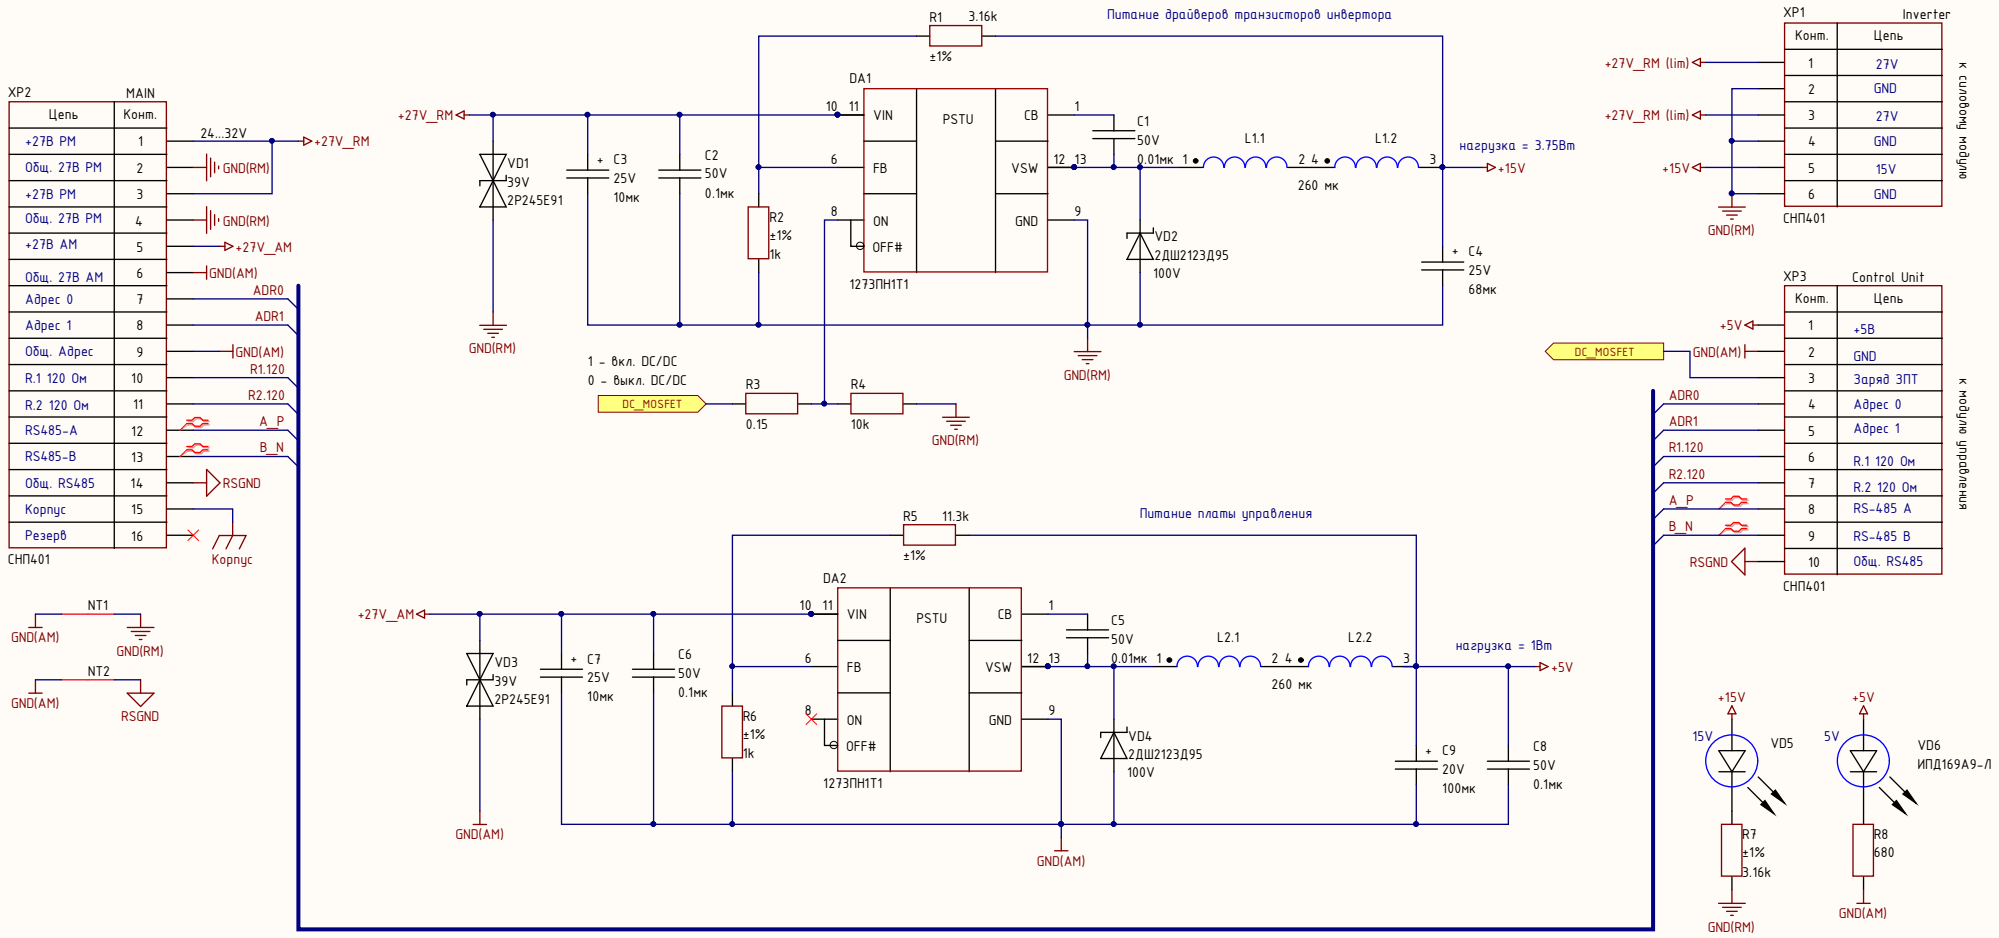 XP2 MAIN
Цепь Конт.
+27В РМ 1
Общ. 27В РМ 2
+27В РМ 3
Общ. 27В РМ 4
+27В АМ 5
Общ. 27В АМ 6
Адрес 0 7
Адрес 1 8
Общ. Адрес 9
R.1 120 Ом 10
R.2 120 Ом 11
RS485-A 12
RS485-B 13
Общ. RS485 14
Корпус 15
Резерв 16
СНП401
24...32V
+27V_RM
GND(RM)
GND(RM)
+27V_AM
GND(AM)
ADR0
ADR1
GND(AM)
R1.120
R2.120
A_P
B_N
RSGND
Корпус
NT1
GND(AM)
GND(RM)
NT2
GND(AM)
RSGND
Питание драйверов транзисторов инвертора
R1 3.16k
±1%
DA1
+27V_RM
10 11 VIN
PSTU
CB 1
6 FB
VSW 12 13
8 ON
OFF#
GND 9
1273ПН1Т1
VD1
39V
2Р245Е91
+ C3
25V
10мк
C2
50V
0.1мк
R2
±1%
1k
C1
50V
0.01мк
1 L1.1 2
4 L1.2 3
260 мк
нагрузка = 3.75Вт
+15V
VD2
2ДШ2123Д95
100V
+ C4
25V
68мк
GND(RM)
GND(RM)
1 - вкл. DC/DC
0 - выкл. DC/DC
DC_MOSFET
R3
0.15
R4
10k
GND(RM)
Питание платы управления
R5 11.3k
±1%
DA2
+27V_AM
10 11 VIN
PSTU
CB 1
6 FB
VSW 12 13
8 ON
OFF#
GND 9
1273ПН1Т1
VD3
39V
2Р245Е91
+ C7
25V
10мк
C6
50V
0.1мк
R6
±1%
1k
C5
50V
0.01мк
1 L2.1 2
4 L2.2 3
260 мк
нагрузка = 1Вт
+5V
VD4
2ДШ2123Д95
100V
+ C9
20V
100мк
C8
50V
0.1мк
GND(AM)
GND(AM)
XP1 Inverter
Конт. Цепь
1 27V
2 GND
3 27V
4 GND
5 15V
6 GND
СНП401
+27V_RM (lim)
+27V_RM (lim)
+15V
GND(RM)
к силовому модулю
XP3 Control Unit
Конт. Цепь
1 +5В
2 GND
3 Заряд ЗПТ
4 Адрес 0
5 Адрес 1
6 R.1 120 Ом
7 R.2 120 Ом
8 RS-485 A
9 RS-485 B
10 Общ. RS485
СНП401
+5V
DC_MOSFET
GND(AM)
ADR0
ADR1
R1.120
R2.120
A_P
B_N
RSGND
к модулю управления
+15V
15V
VD5
R7
±1%
3.16k
GND(RM)
+5V
5V
VD6
ИПД169А9-Л
R8
680
GND(AM)